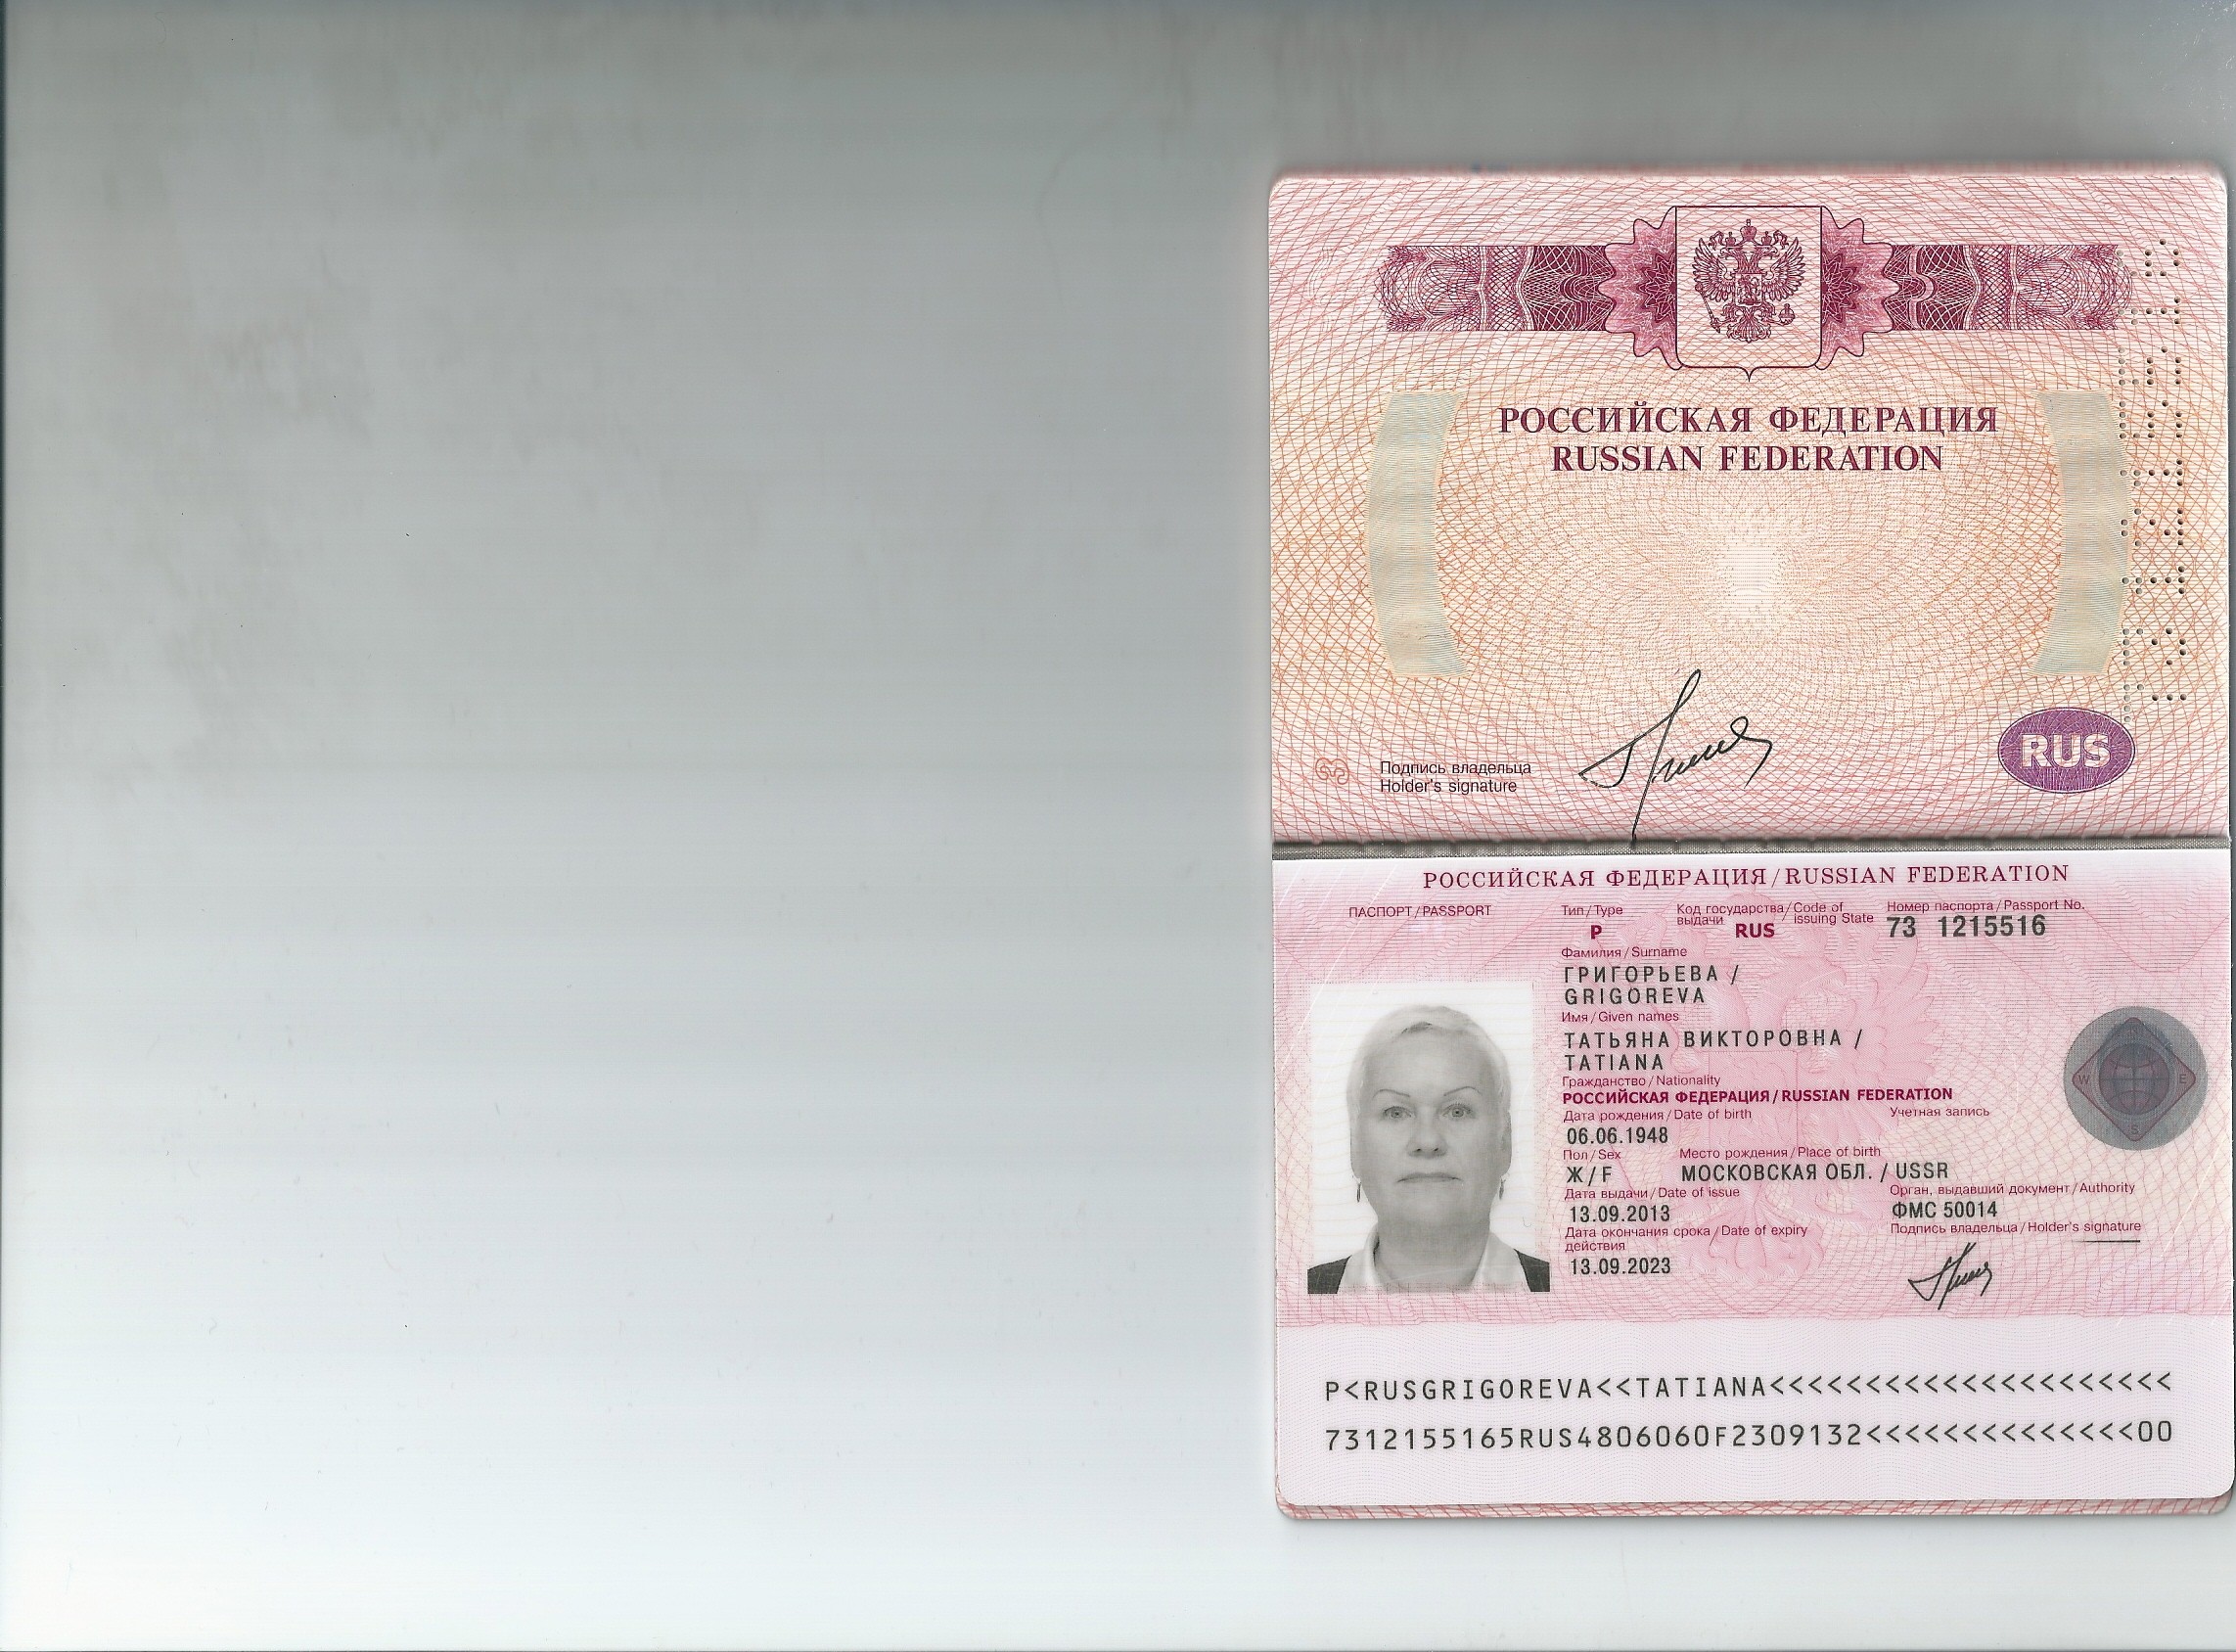 73 1215516
РОССИЙСКАЯ ФЕДЕРАЦИЯ
RUSSIAN FEDERATION
Подпись владельца
Holder's signature
RUS
РОССИЙСКАЯ ФЕДЕРАЦИЯ / RUSSIAN FEDERATION
ПАСПОРТ / PASSPORT
Тип / Type
Код государства / Code of
выдачи issuing State
Номер паспорта / Passport No.
P
RUS
73 1215516
Фамилия / Surname
ГРИГОРЬЕВА /
GRIGOREVA
Имя / Given names
ТАТЬЯНА ВИКТОРОВНА /
TATIANA
Гражданство / Nationality
РОССИЙСКАЯ ФЕДЕРАЦИЯ / RUSSIAN FEDERATION
Дата рождения / Date of birth
Учетная запись
06.06.1948
Пол / Sex
Место рождения / Place of birth
Ж / F
МОСКОВСКАЯ ОБЛ. / USSR
Дата выдачи / Date of issue
Орган, выдавший документ / Authority
13.09.2013
ФМС 50014
Дата окончания срока / Date of expiry
действия
Подпись владельца / Holder's signature
13.09.2023
W E
S
P<RUSGRIGOREVA<<TATIANA<<<<<<<<<<<<<<<<<<<<<
7312155165RUS4806060F2309132<<<<<<<<<<<<<<00